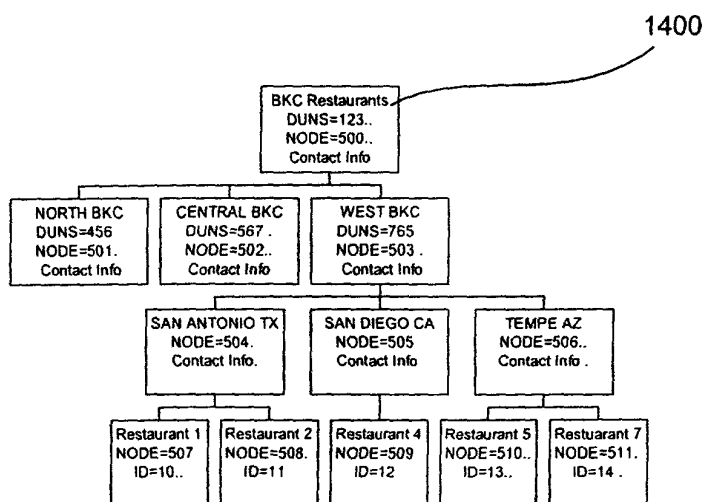 1400
BKC Restaurants
DUNS=123..
NODE=500..
Contact Info
NORTH BKC
DUNS=456
NODE=501.
Contact Info
CENTRAL BKC
DUNS=567 .
NODE=502..
Contact Info
WEST BKC
DUNS=765
NODE=503 .
Contact Info
SAN ANTONIO TX
NODE=504.
Contact Info.
SAN DIEGO CA
NODE=505
Contact Info
TEMPE AZ
NODE=506..
Contact Info .
Restaurant 1
NODE=507
ID=10..
Restaurant 2
NODE=508.
ID=11
Restaurant 4
NODE=509
ID=12
Restaurant 5
NODE=510..
ID=13..
Restuarant 7
NODE=511.
ID=14 .